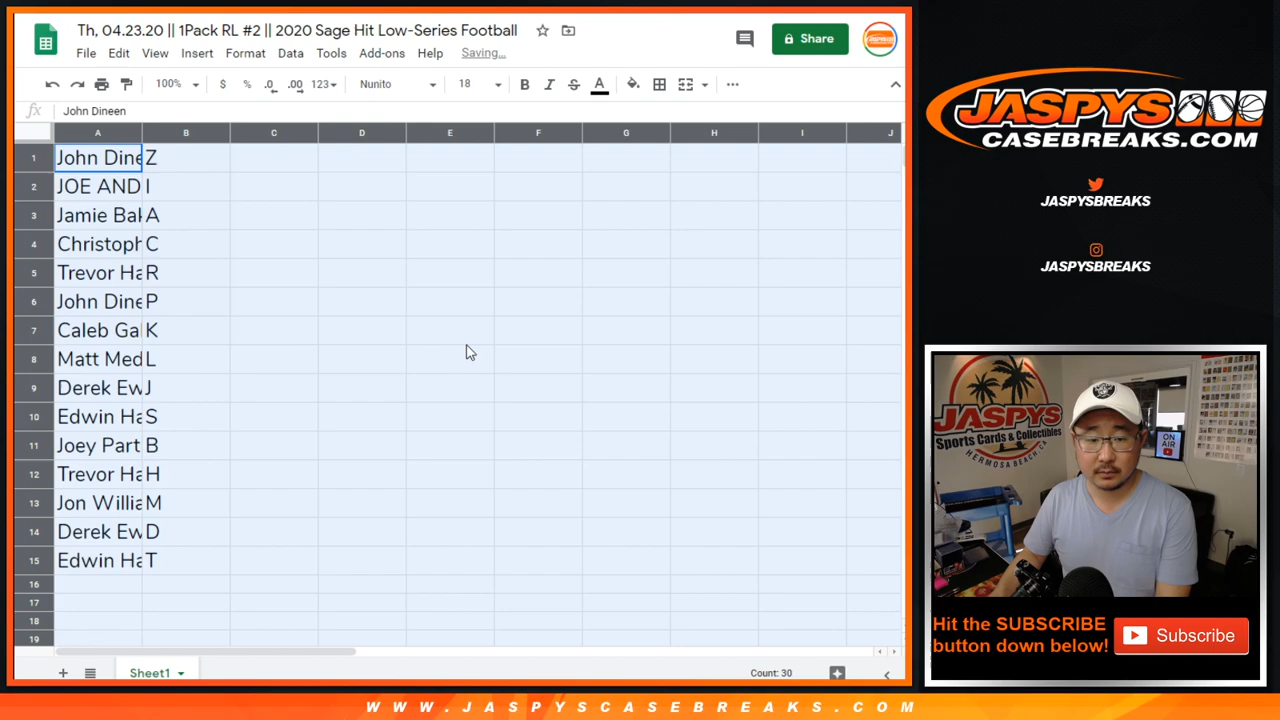 Th, 04.23.20 || 1Pack RL #2 || 2020 Sage Hit Low-Series Football
Share
File Edit View Insert Format Data Tools Add-ons Help Saving...
100% $ % .0 .00 123 Nunito 18 B I S A
fx John Dineen
A B C D E F G H I J
1 John Dine Z
2 JOE AND I
3 Jamie Bak A
4 Christoph C
5 Trevor Ha R
6 John Dine P
7 Caleb Gal K
8 Matt Med L
9 Derek Ew J
10 Edwin Ha S
11 Joey Part B
12 Trevor Ha H
13 Jon Willia M
14 Derek Ew D
15 Edwin Ha T
16
17
18
19
Sheet1
Count: 30
JASPYS
CASEBREAKS.COM
JASPYSBREAKS
JASPYSBREAKS
JASPYS
Sports Cards & Collectibles
HERMOSA BEACH, CA
ON AIR
Hit the SUBSCRIBE
button down below!
Subscribe
WWW.JASPYSCASEBREAKS.COM